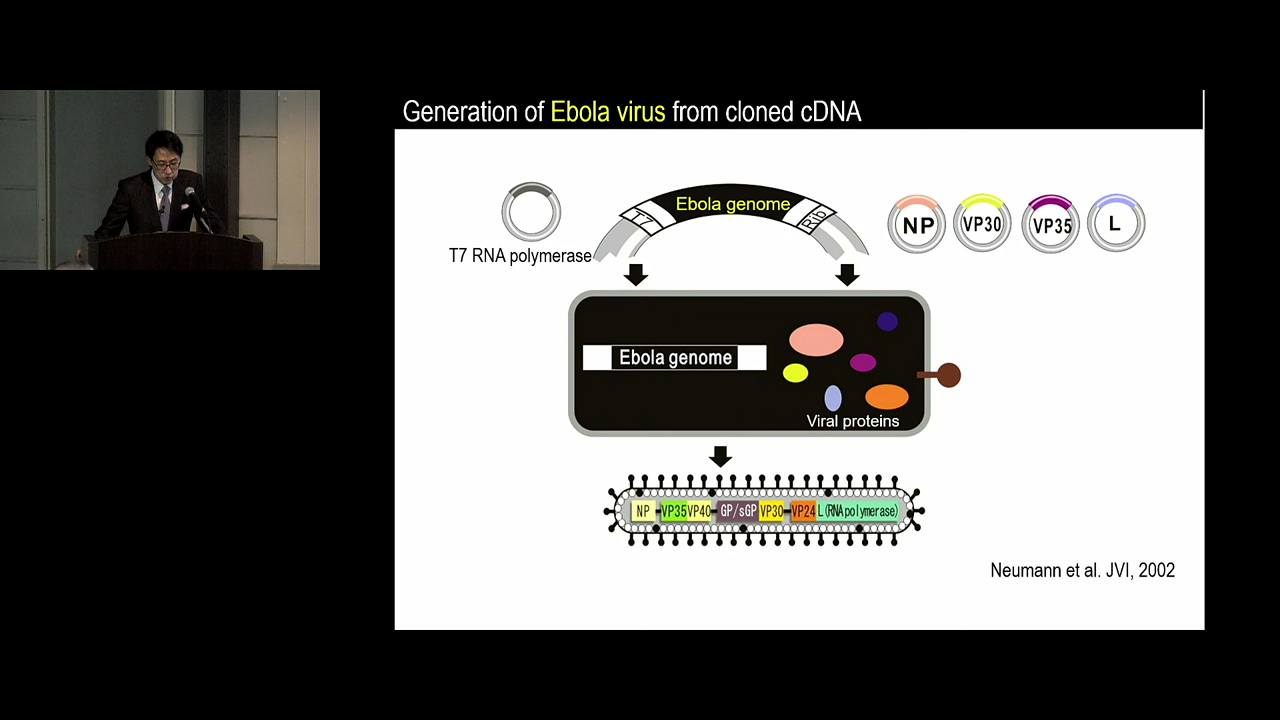 Generation of Ebola virus from cloned cDNA
T7 Ebola genome Rib
NP VP30 VP35 L
T7 RNA polymerase
Ebola genome
Viral proteins
NP VP35 VP40 GP/sGP VP30 VP24 L(RNA polymerase)
Neumann et al. JVI, 2002